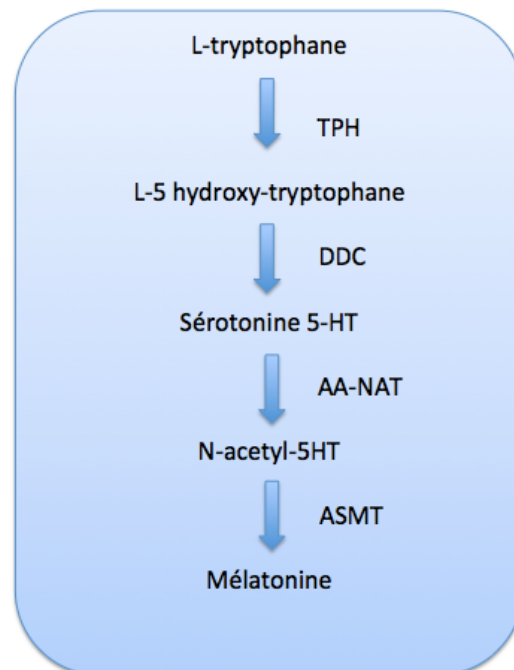 L-tryptophane
TPH
L-5 hydroxy-tryptophane
DDC
Sérotonine 5-HT
AA-NAT
N-acetyl-5HT
ASMT
Mélatonine